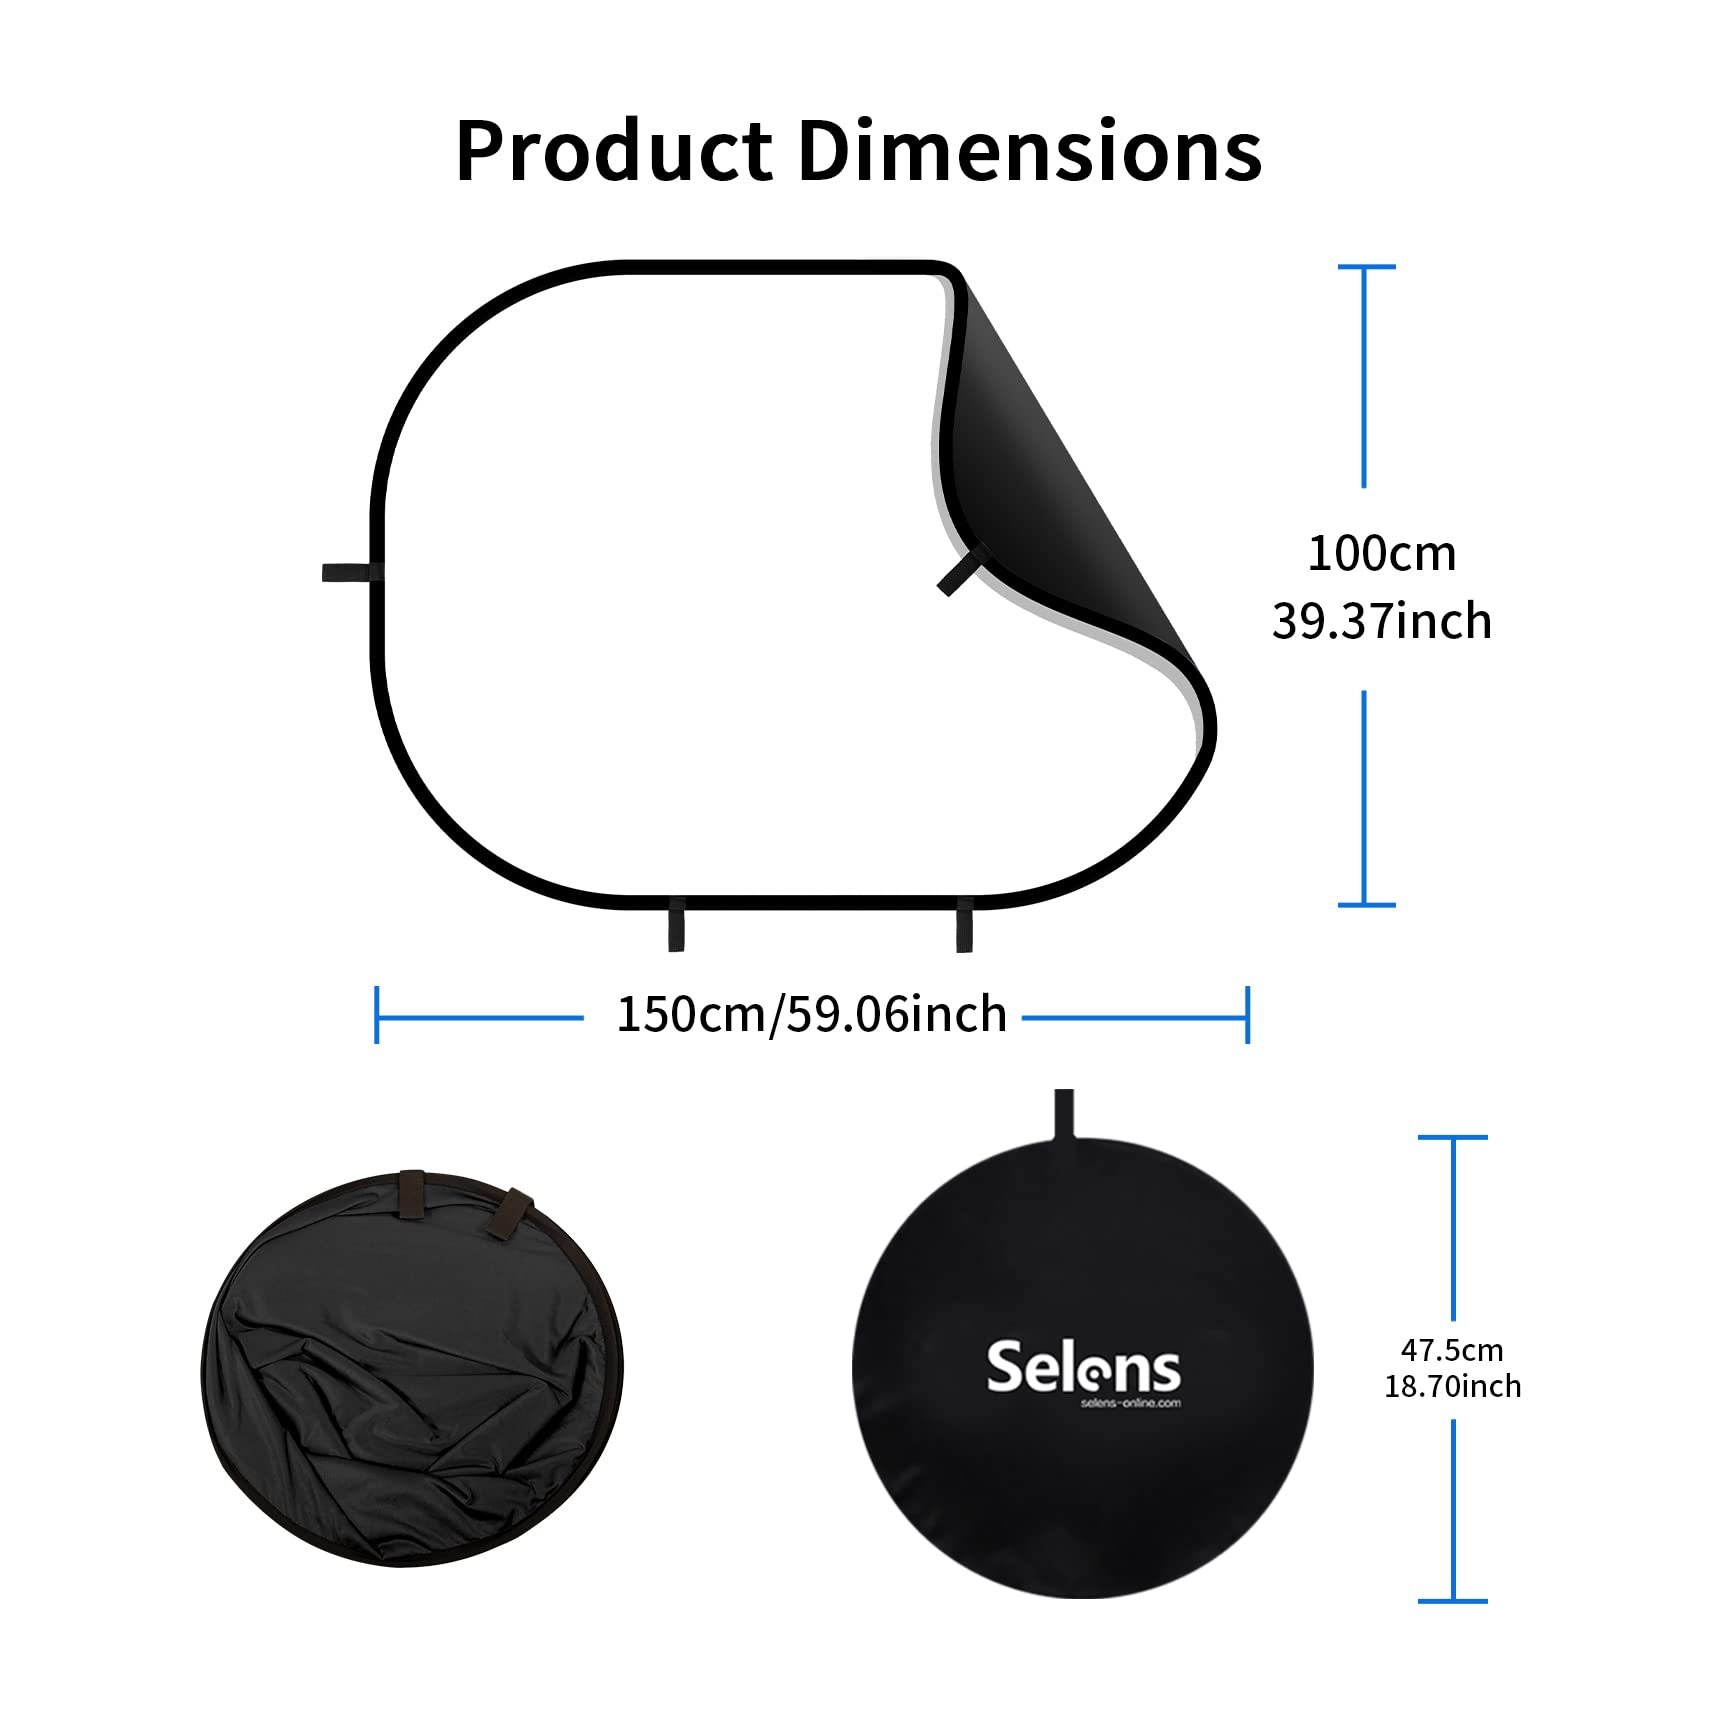 Product Dimensions
100cm
39.37inch
150cm/59.06inch
Selens
selens-online.com
47.5cm
18.70inch